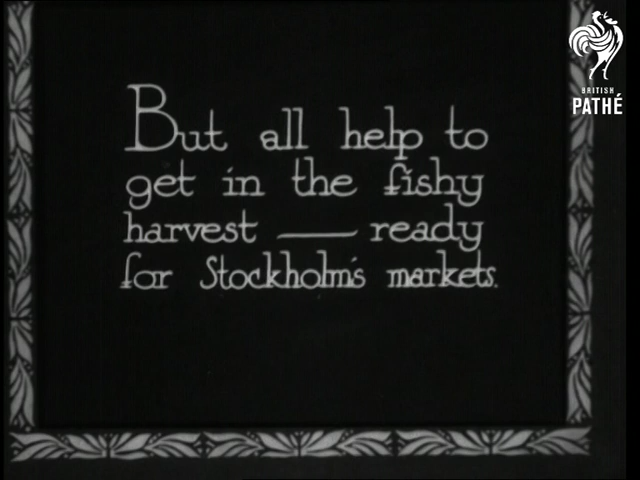 BRITISH
PATHÉ
But all help to
get in the fishy
harvest — ready
for Stockholm's markets.